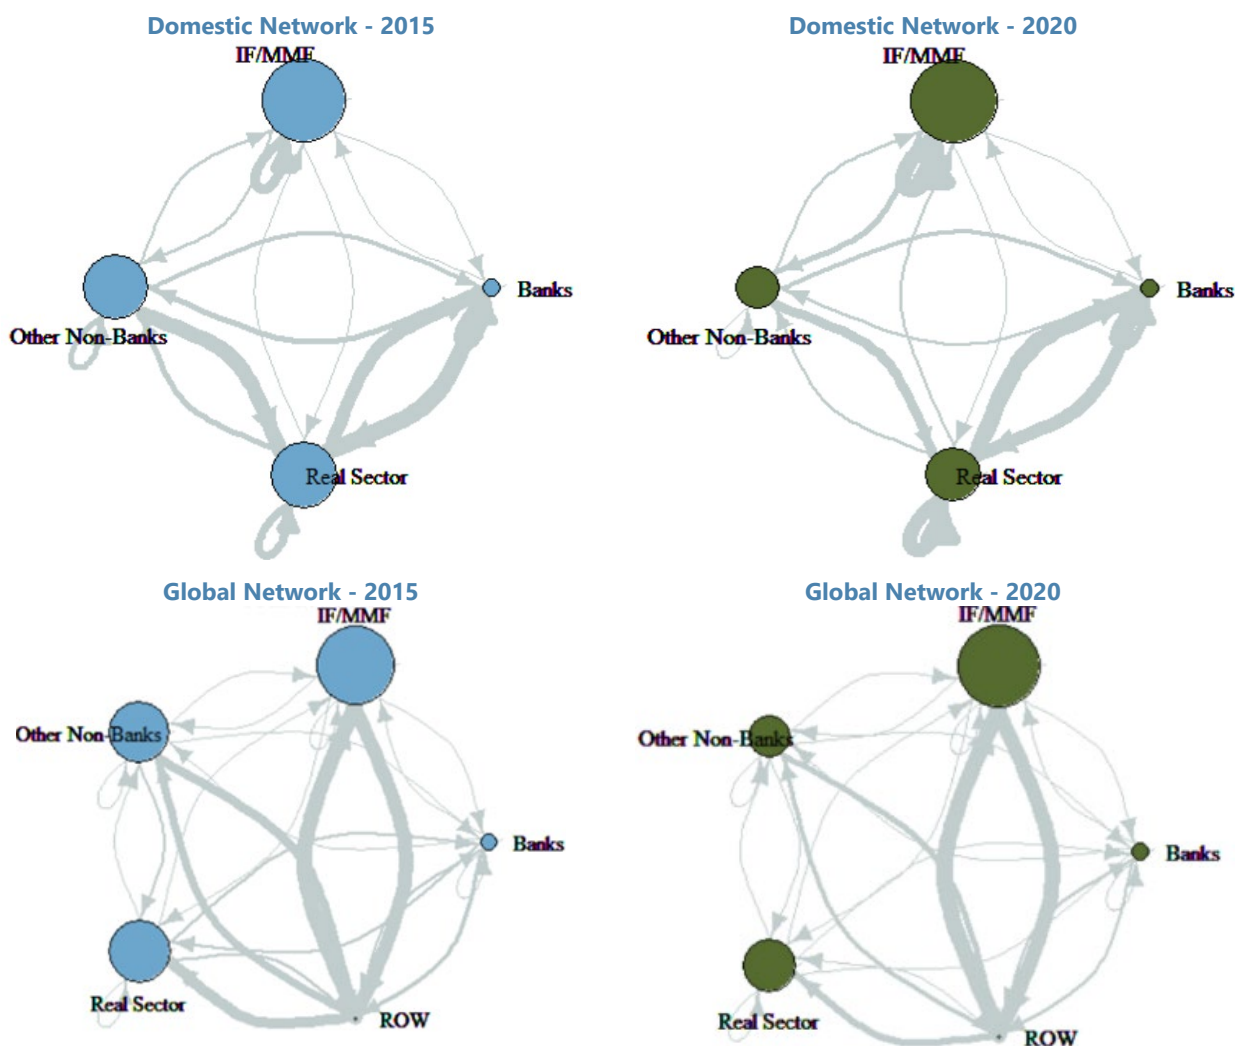 Domestic Network - 2015
IF/MMF
Banks
Other Non-Banks
Real Sector
Domestic Network - 2020
IF/MMF
Banks
Other Non-Banks
Real Sector
Global Network - 2015
IF/MMF
Other Non-Banks
Banks
Real Sector
ROW
Global Network - 2020
IF/MMF
Other Non-Banks
Banks
Real Sector
ROW